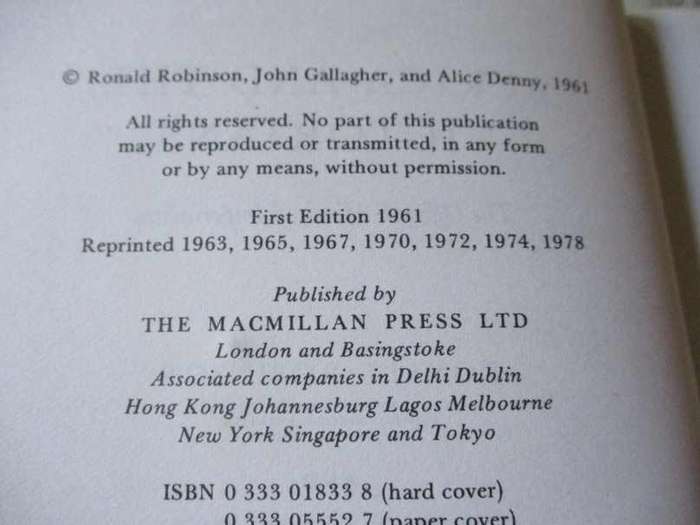 © Ronald Robinson, John Gallagher, and Alice Denny, 1961
All rights reserved. No part of this publication
may be reproduced or transmitted, in any form
or by any means, without permission.
First Edition 1961
Reprinted 1963, 1965, 1967, 1970, 1972, 1974, 1978
Published by
THE MACMILLAN PRESS LTD
London and Basingstoke
Associated companies in Delhi Dublin
Hong Kong Johannesburg Lagos Melbourne
New York Singapore and Tokyo
ISBN 0 333 01833 8 (hard cover)
0 333 05552 7 (paper cover)